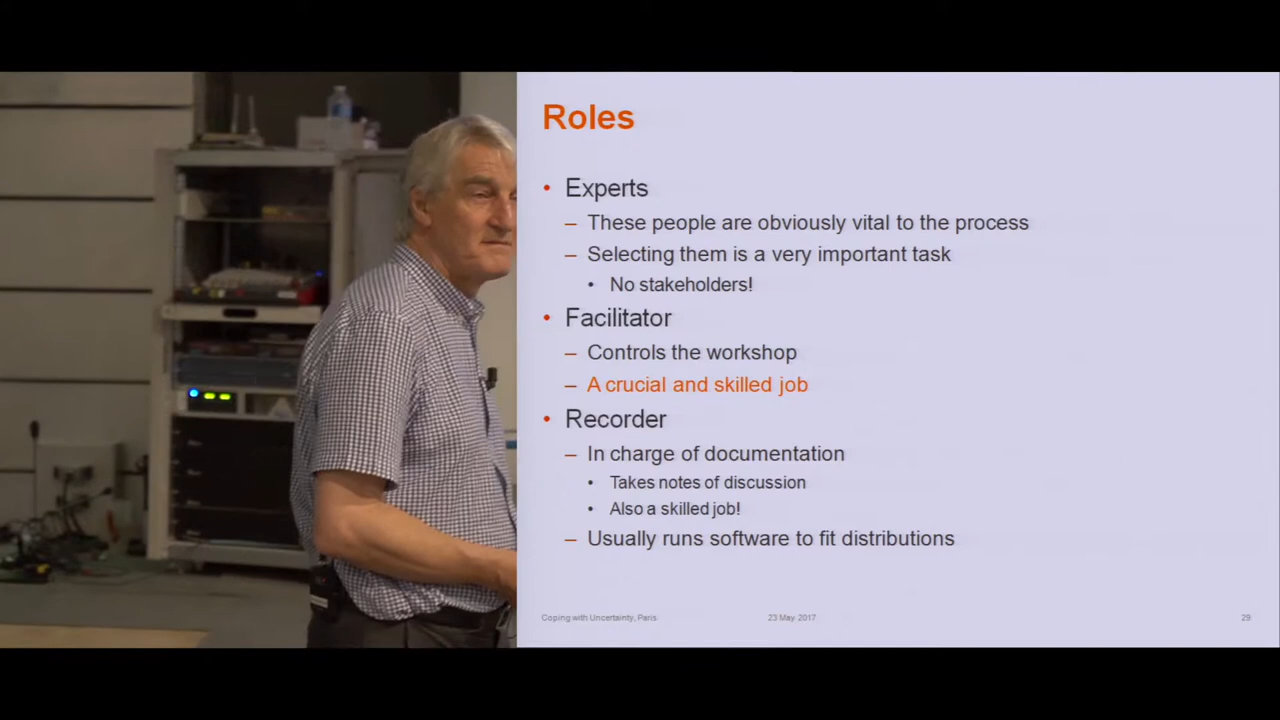 Roles
• Experts
– These people are obviously vital to the process
– Selecting them is a very important task
• No stakeholders!
• Facilitator
– Controls the workshop
– A crucial and skilled job
• Recorder
– In charge of documentation
• Takes notes of discussion
• Also a skilled job!
– Usually runs software to fit distributions
Coping with Uncertainty, Paris 23 May 2017 29